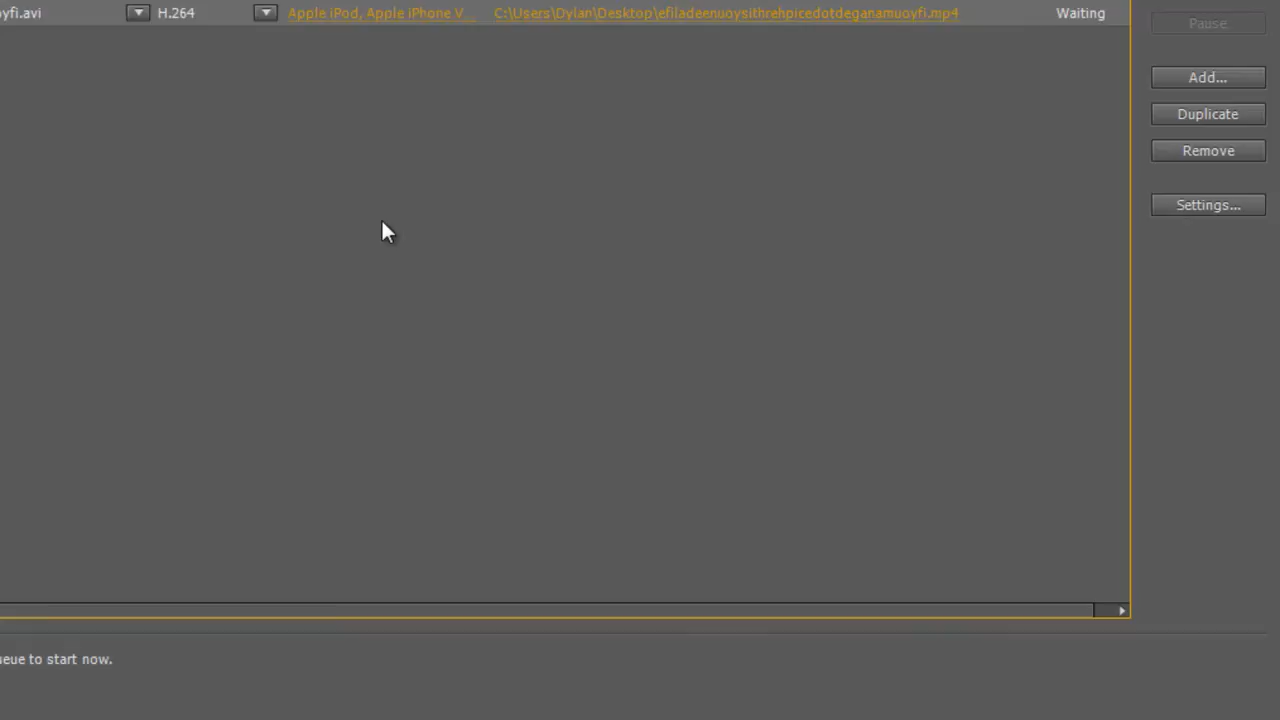 yfi.avi H.264 Apple iPod, Apple iPhone V... C:\Users\Dylan\Desktop\efiladeenuoysithrehpicedotdeganamuoyfi.mp4 Waiting
Pause
Add...
Duplicate
Remove
Settings...
ueue to start now.